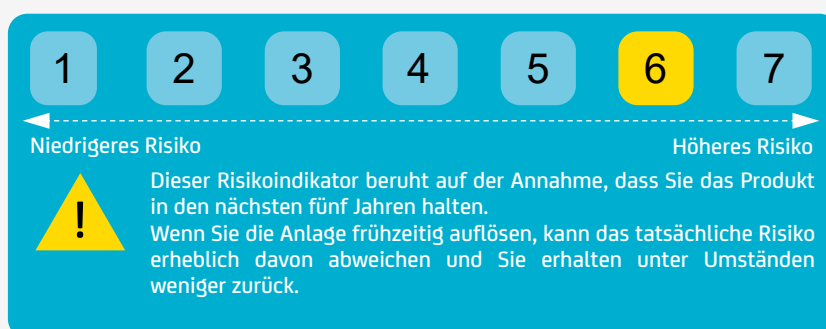 1 2 3 4 5 6 7
Niedrigeres Risiko Höheres Risiko
!
Dieser Risikoindikator beruht auf der Annahme, dass Sie das Produkt
in den nächsten fünf Jahren halten.
Wenn Sie die Anlage frühzeitig auflösen, kann das tatsächliche Risiko
erheblich davon abweichen und Sie erhalten unter Umständen
weniger zurück.